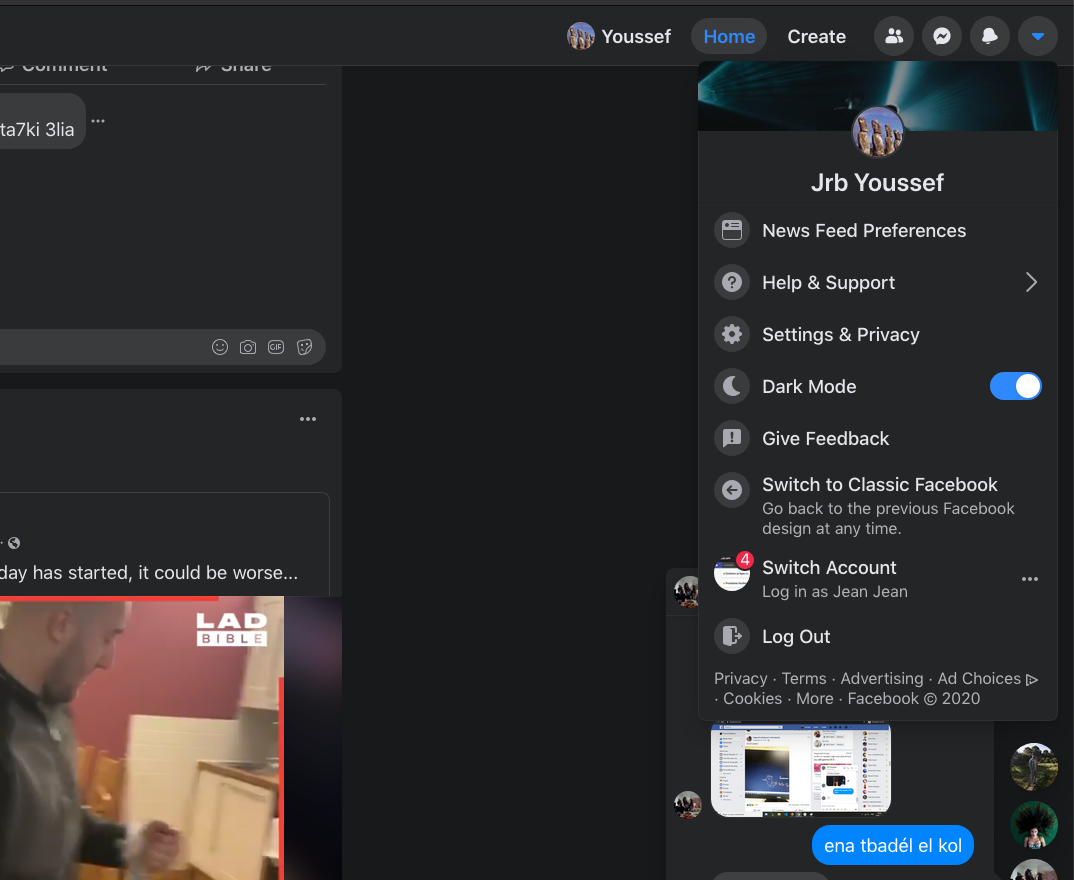 Youssef
Home
Create
Comment
Share
ta7ki 3lia
GIF
day has started, it could be worse...
LAD
BIBLE
Jrb Youssef
News Feed Preferences
Help & Support
Settings & Privacy
Dark Mode
Give Feedback
Switch to Classic Facebook
Go back to the previous Facebook
design at any time.
4
Switch Account
Log in as Jean Jean
Log Out
Privacy · Terms · Advertising · Ad Choices
· Cookies · More · Facebook © 2020
ena tbadél el kol